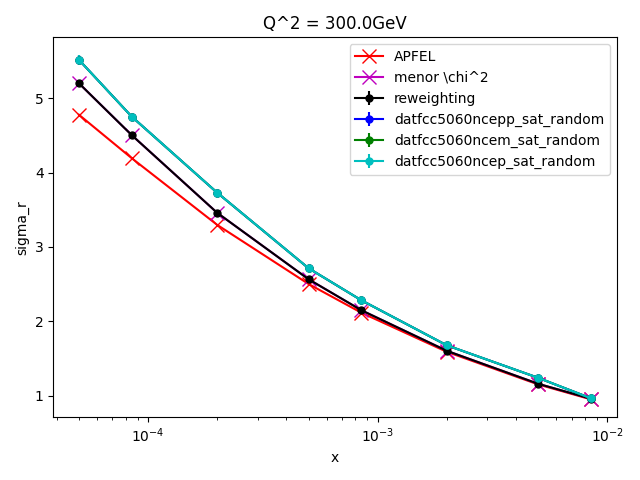 Q^2 = 300.0GeV
APFEL
menor \chi^2
reweighting
datfcc5060ncepp_sat_random
datfcc5060ncem_sat_random
datfcc5060ncep_sat_random
sigma_r
5
4
3
2
1
10⁻⁴
10⁻³
10⁻²
x